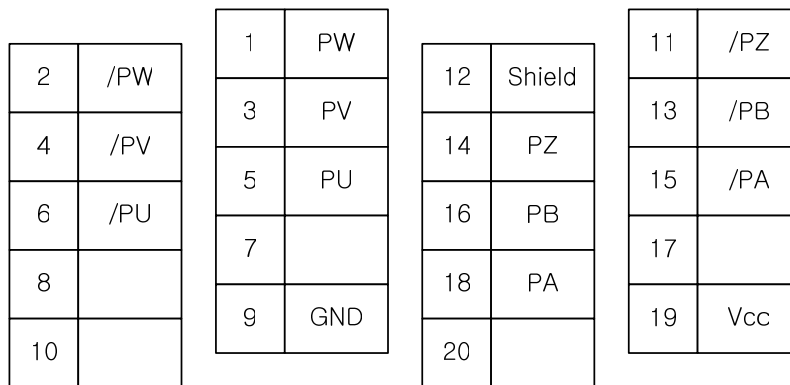 2 /PW
4 /PV
6 /PU
8
10
1 PW
3 PV
5 PU
7
9 GND
12 Shield
14 PZ
16 PB
18 PA
20
11 /PZ
13 /PB
15 /PA
17
19 Vcc